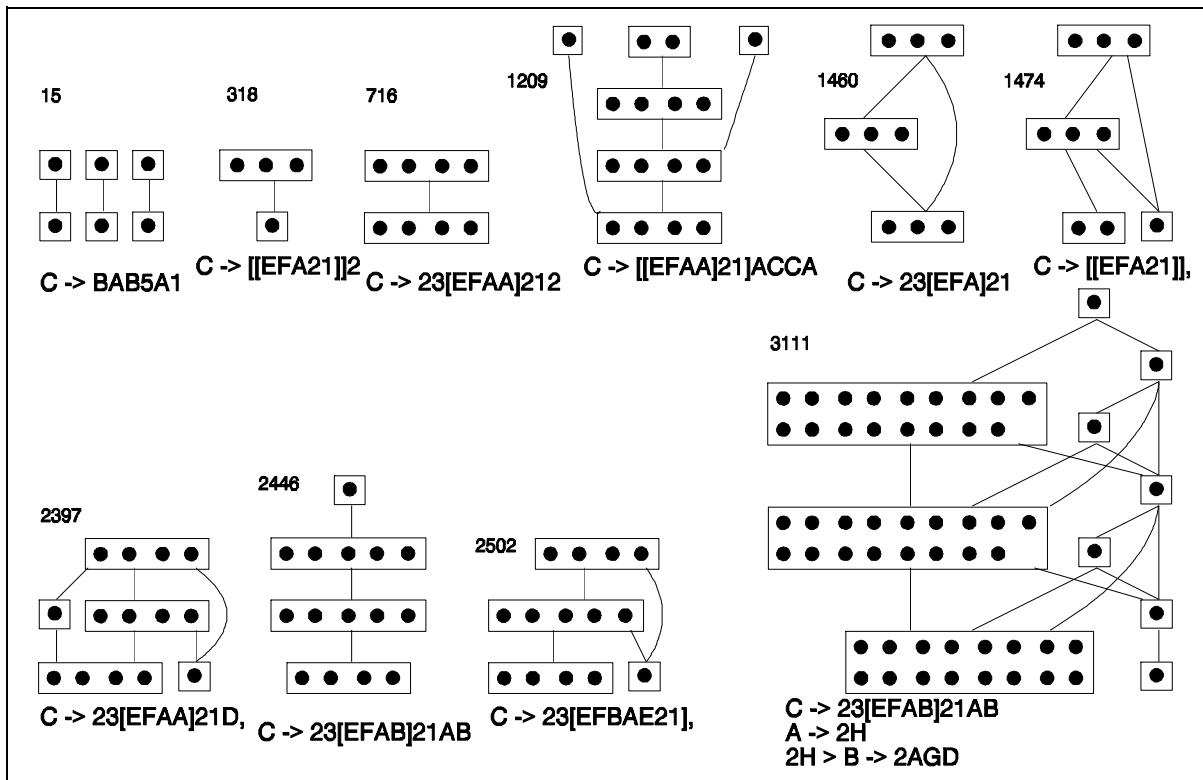 15
318
716
1209
1460
1474
C -> BAB5A1
C -> [[EFA21]]2
C -> 23[EFAA]212
C -> [[EFAA]21]ACCA
C -> 23[EFA]21
C -> [[EFA21]],
2397
2446
2502
3111
C -> 23[EFAA]21D,
C -> 23[EFAB]21AB
C -> 23[EFBAE21],
C -> 23[EFAB]21AB
A -> 2H
2H > B -> 2AGD